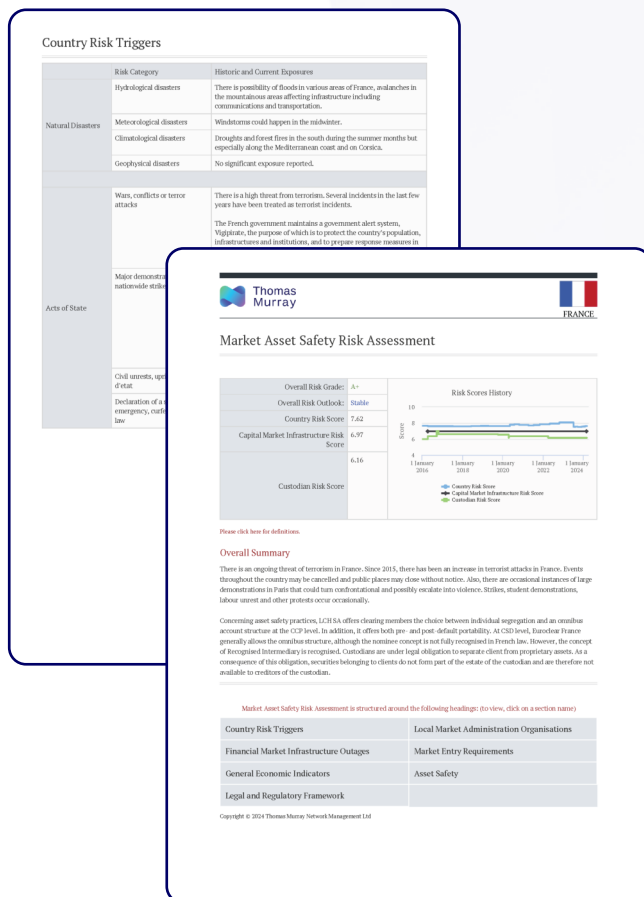 Country Risk Triggers
Risk Category Historic and Current Exposures
Natural Disasters
Hydrological disasters
There is possibility of floods in various areas of France, avalanches in
the mountainous areas affecting infrastructure including
communications and transportation.
Meteorological disasters
Windstorms could happen in the midwinter.
Climatological disasters
Droughts and forest fires in the south during the summer months but
especially along the Mediterranean coast and on Corsica.
Geophysical disasters
No significant exposure reported.
Acts of State
Wars, conflicts or terror
attacks
There is a high threat from terrorism. Several incidents in the last few
years have been treated as terrorist incidents.
The French government maintains a government alert system,
Vigipirate, the purpose of which is to protect the country's population,
infrastructures and institutions, and to prepare response measures in
Major demonstra
nationwide strike
Civil unrests, upri
d'etat
Declaration of a
emergency, curfe
law
Thomas
Murray
FRANCE
Market Asset Safety Risk Assessment
Overall Risk Grade: A+
Overall Risk Outlook: Stable
Country Risk Score 7.62
Capital Market Infrastructure Risk
Score
6.97
Custodian Risk Score
6.16
Risk Scores History
Score
10
8
6
4
1 January
2016
1 January
2018
1 January
2020
1 January
2022
1 January
2024
Country Risk Score
Capital Market Infrastructure Risk Score
Custodian Risk Score
Please click here for definitions.
Overall Summary
There is an ongoing threat of terrorism in France. Since 2015, there has been an increase in terrorist attacks in France. Events
throughout the country may be cancelled and public places may close without notice. Also, there are occasional instances of large
demonstrations in Paris that could turn confrontational and possibly escalate into violence. Strikes, student demonstrations,
labour unrest and other protests occur occasionally.
Concerning asset safety practices, LCH SA offers clearing members the choice between individual segregation and an omnibus
account structure at the CCP level. In addition, it offers both pre- and post-default portability. At CSD level, Euroclear France
generally allows the omnibus structure, although the nominee concept is not fully recognised in French law. However, the concept
of Recognised Intermediary is recognised. Custodians are under legal obligation to separate client from proprietary assets. As a
consequence of this obligation, securities belonging to clients do not form part of the estate of the custodian and are therefore not
available to creditors of the custodian.
Market Asset Safety Risk Assessment is structured around the following headings: (to view, click on a section name)
Country Risk Triggers
Local Market Administration Organisations
Financial Market Infrastructure Outages
Market Entry Requirements
General Economic Indicators
Asset Safety
Legal and Regulatory Framework
Copyright © 2024 Thomas Murray Network Management Ltd